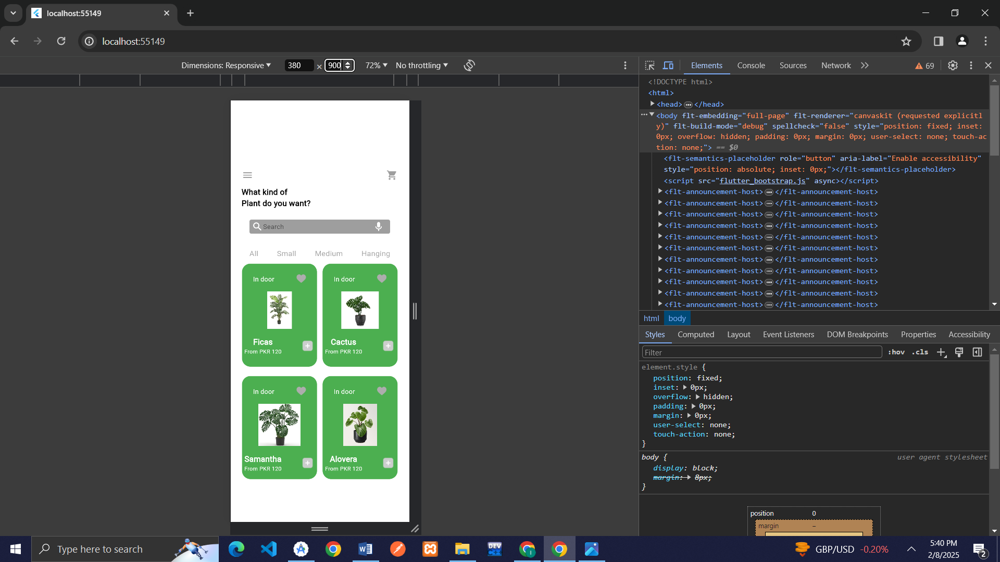 localhost:55149
localhost:55149
Dimensions: Responsive 380 × 900 72% No throttling
Elements Console Sources Network 69
What kind of
Plant do you want?
Search
All Small Medium Hanging
In door In door
Ficas Cactus
From PKR 120 From PKR 120
In door In door
Samantha Alovera
From PKR 120 From PKR 120
<!DOCTYPE html>
<html>
<head> ••• </head>
••• <body flt-embedding="full-page" flt-renderer="canvaskit (requested explicitl
y)" flt-build-mode="debug" spellcheck="false" style="position: fixed; inset:
0px; overflow: hidden; padding: 0px; margin: 0px; user-select: none; touch-ac
tion: none;"> == $0
<flt-semantics-placeholder role="button" aria-label="Enable accessibility"
style="position: absolute; inset: 0px;"></flt-semantics-placeholder>
<script src="flutter_bootstrap.js" async></script>
<flt-announcement-host> ••• </flt-announcement-host>
<flt-announcement-host> ••• </flt-announcement-host>
<flt-announcement-host> ••• </flt-announcement-host>
<flt-announcement-host> ••• </flt-announcement-host>
<flt-announcement-host> ••• </flt-announcement-host>
<flt-announcement-host> ••• </flt-announcement-host>
<flt-announcement-host> ••• </flt-announcement-host>
<flt-announcement-host> ••• </flt-announcement-host>
<flt-announcement-host> ••• </flt-announcement-host>
<flt-announcement-host> ••• </flt-announcement-host>
<flt-announcement-host> ••• </flt-announcement-host>
html body
Styles Computed Layout Event Listeners DOM Breakpoints Properties Accessibility
Filter :hov .cls
element.style {
position: fixed;
inset: 0px;
overflow: hidden;
padding: 0px;
margin: 0px;
user-select: none;
touch-action: none;
}
body { user agent stylesheet
display: block;
margin: 8px;
}
position 0
margin –
Type here to search
DEV
GBP/USD -0.20%
5:40 PM
2/8/2025
2